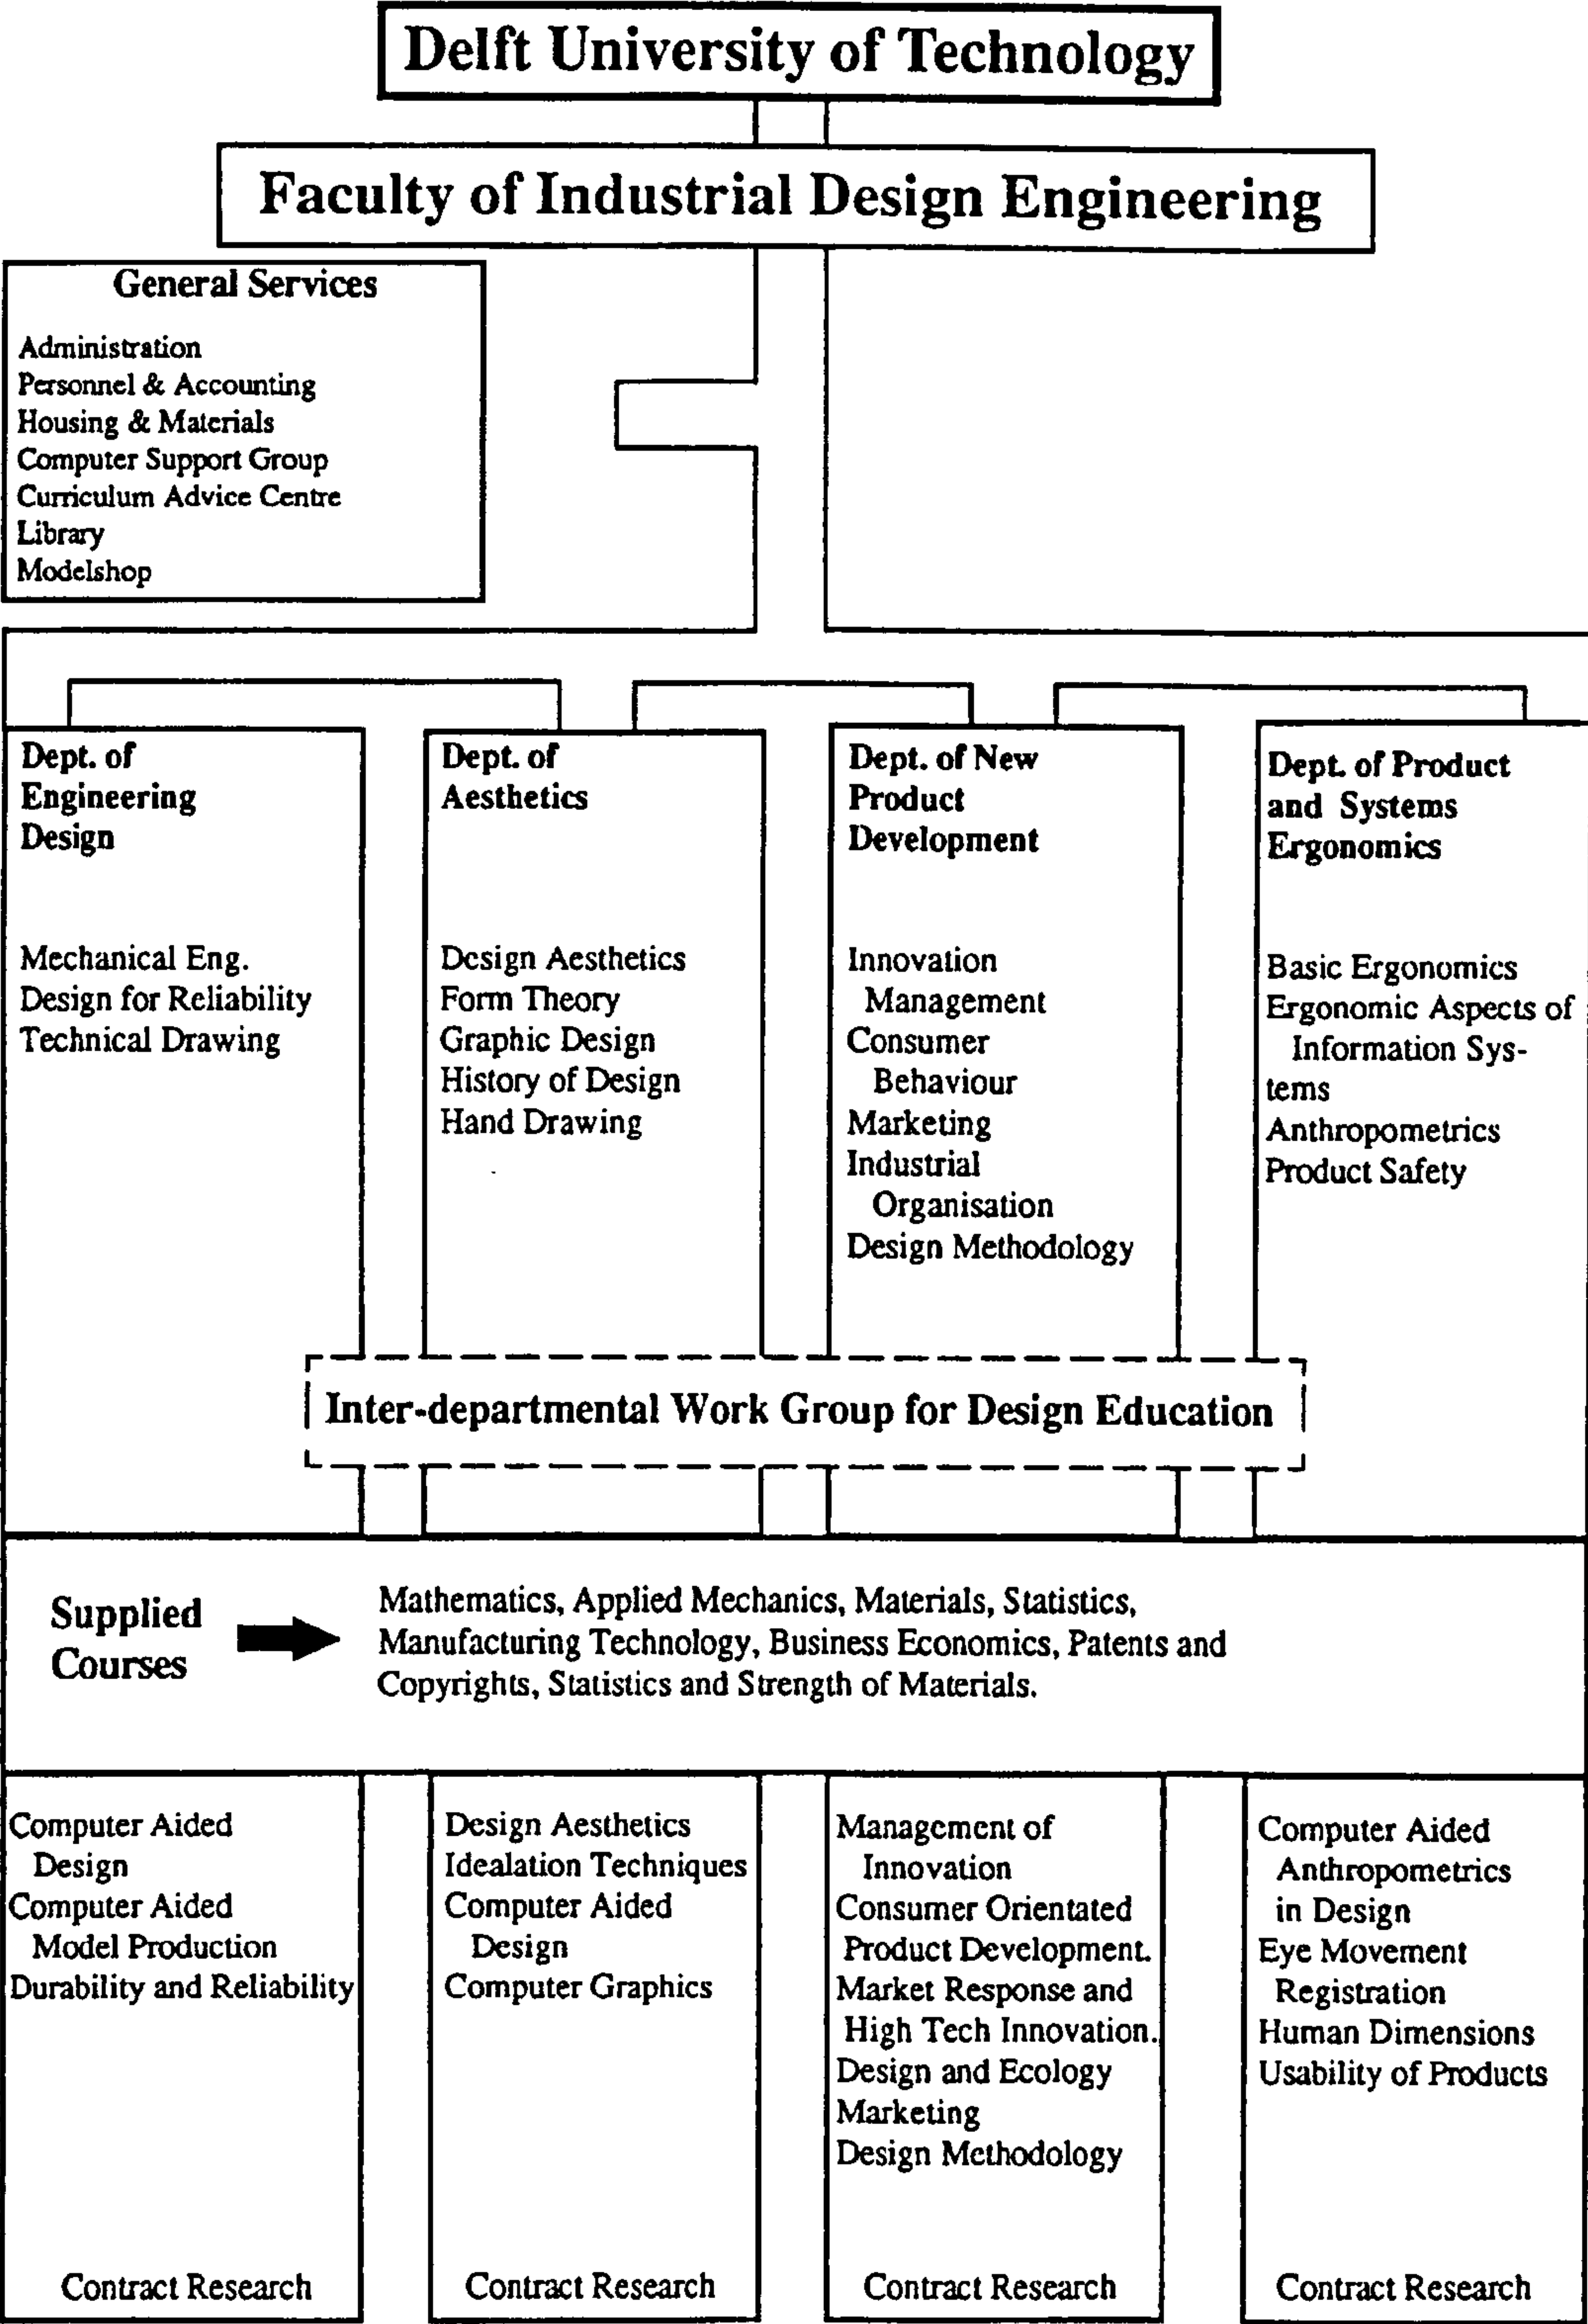 Delft University of Technology
Faculty of Industrial Design Engineering
General Services
Administration
Personnel & Accounting
Housing & Materials
Computer Support Group
Curriculum Advice Centre
Library
Modelshop
Dept. of
Engineering
Design
Mechanical Eng.
Design for Reliability
Technical Drawing
Dept. of
Aesthetics
Design Aesthetics
Form Theory
Graphic Design
History of Design
Hand Drawing
Dept. of New
Product
Development
Innovation
Management
Consumer
Behaviour
Marketing
Industrial
Organisation
Design Methodology
Dept. of Product
and Systems
Ergonomics
Basic Ergonomics
Ergonomic Aspects of
Information Sys-
tems
Anthropometrics
Product Safety
Inter-departmental Work Group for Design Education
Supplied
Courses
Mathematics, Applied Mechanics, Materials, Statistics,
Manufacturing Technology, Business Economics, Patents and
Copyrights, Statistics and Strength of Materials.
Computer Aided
Design
Computer Aided
Model Production
Durability and Reliability
Contract Research
Design Aesthetics
Idealation Techniques
Computer Aided
Design
Computer Graphics
Contract Research
Management of
Innovation
Consumer Orientated
Product Development.
Market Response and
High Tech Innovation.
Design and Ecology
Marketing
Design Methodology
Contract Research
Computer Aided
Anthropometrics
in Design
Eye Movement
Registration
Human Dimensions
Usability of Products
Contract Research